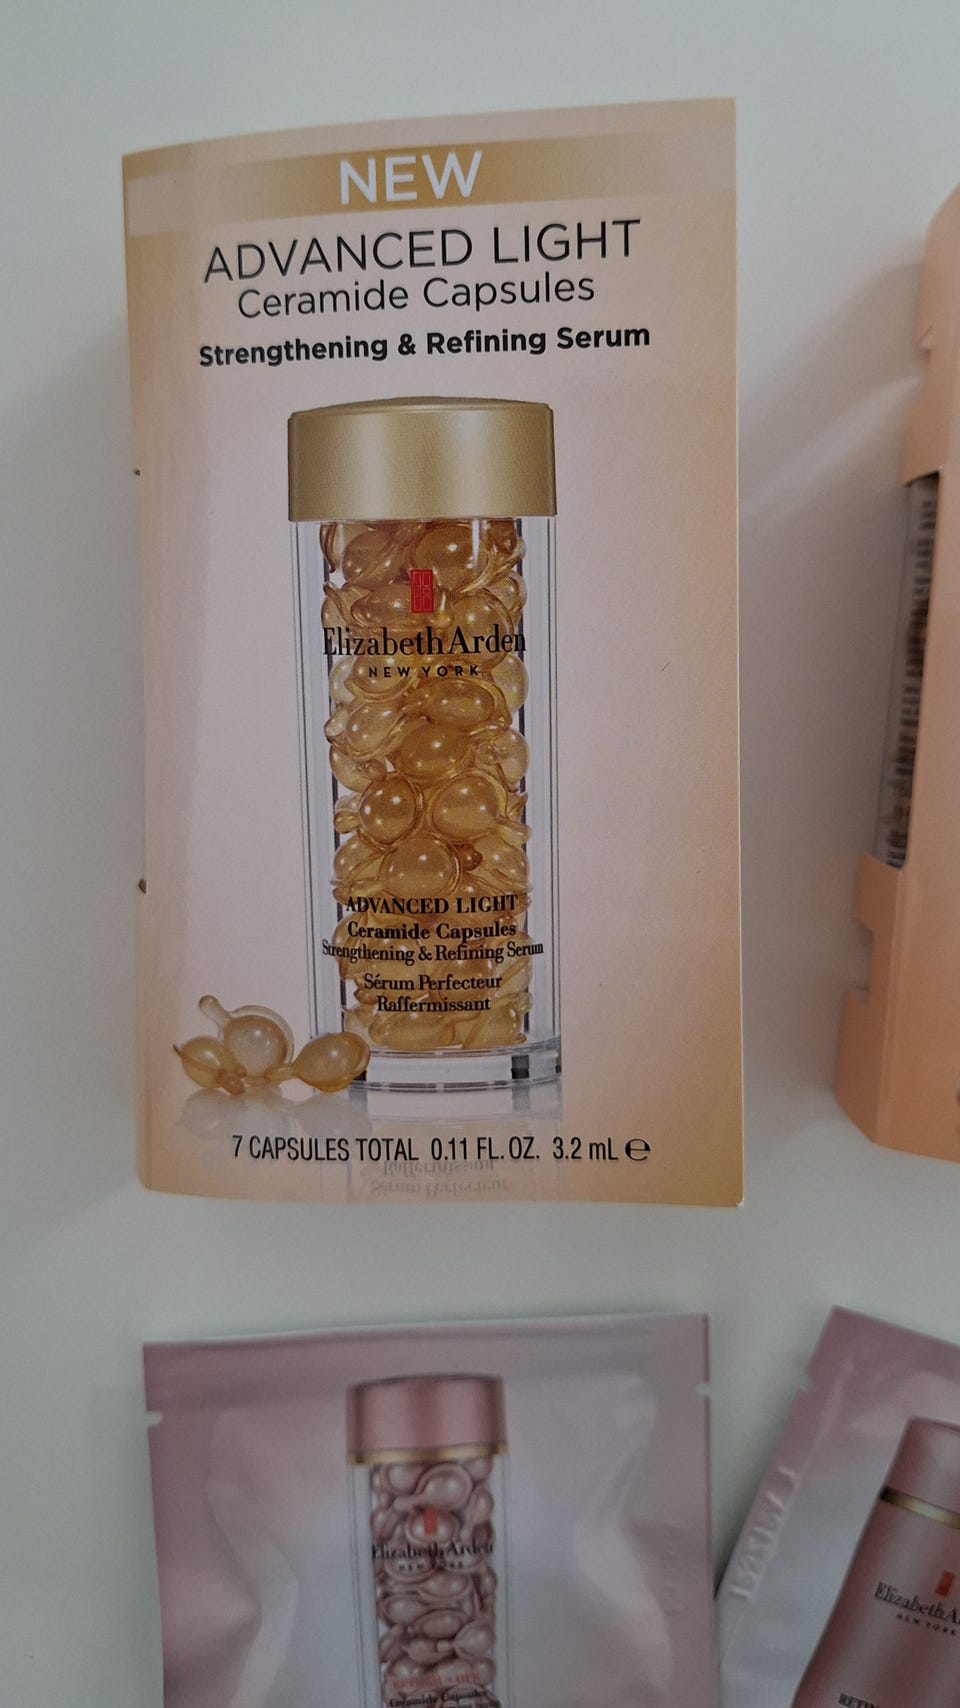 NEW
ADVANCED LIGHT
Ceramide Capsules
Strengthening & Refining Serum
Elizabeth Arden
NEW YORK
ADVANCED LIGHT
Ceramide Capsules
Strengthening & Refining Serum
Sérum Perfecteur
Raffermissant
7 CAPSULES TOTAL 0.11 FL. OZ. 3.2 mL e
Elizabeth Arden
NEW YORK
Ceramide Capsules
Elizabeth
NEW YORK